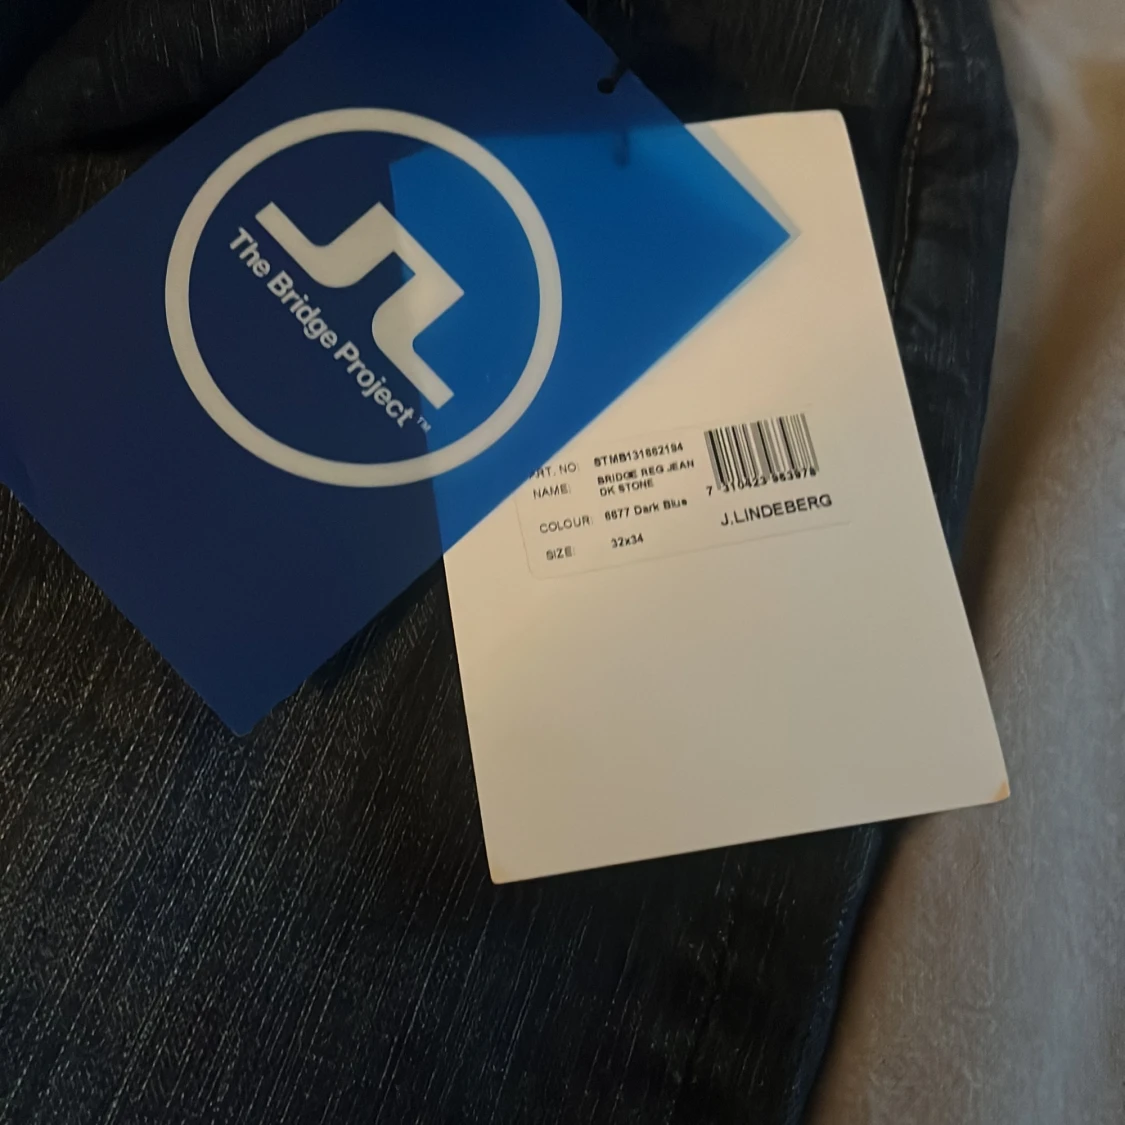 The Bridge Project™
ART. NO: STMB131662194
NAME: BRIDGE REG JEAN
DK STONE
COLOUR: 6677 Dark Blue
SIZE: 32x34
J.LINDEBERG